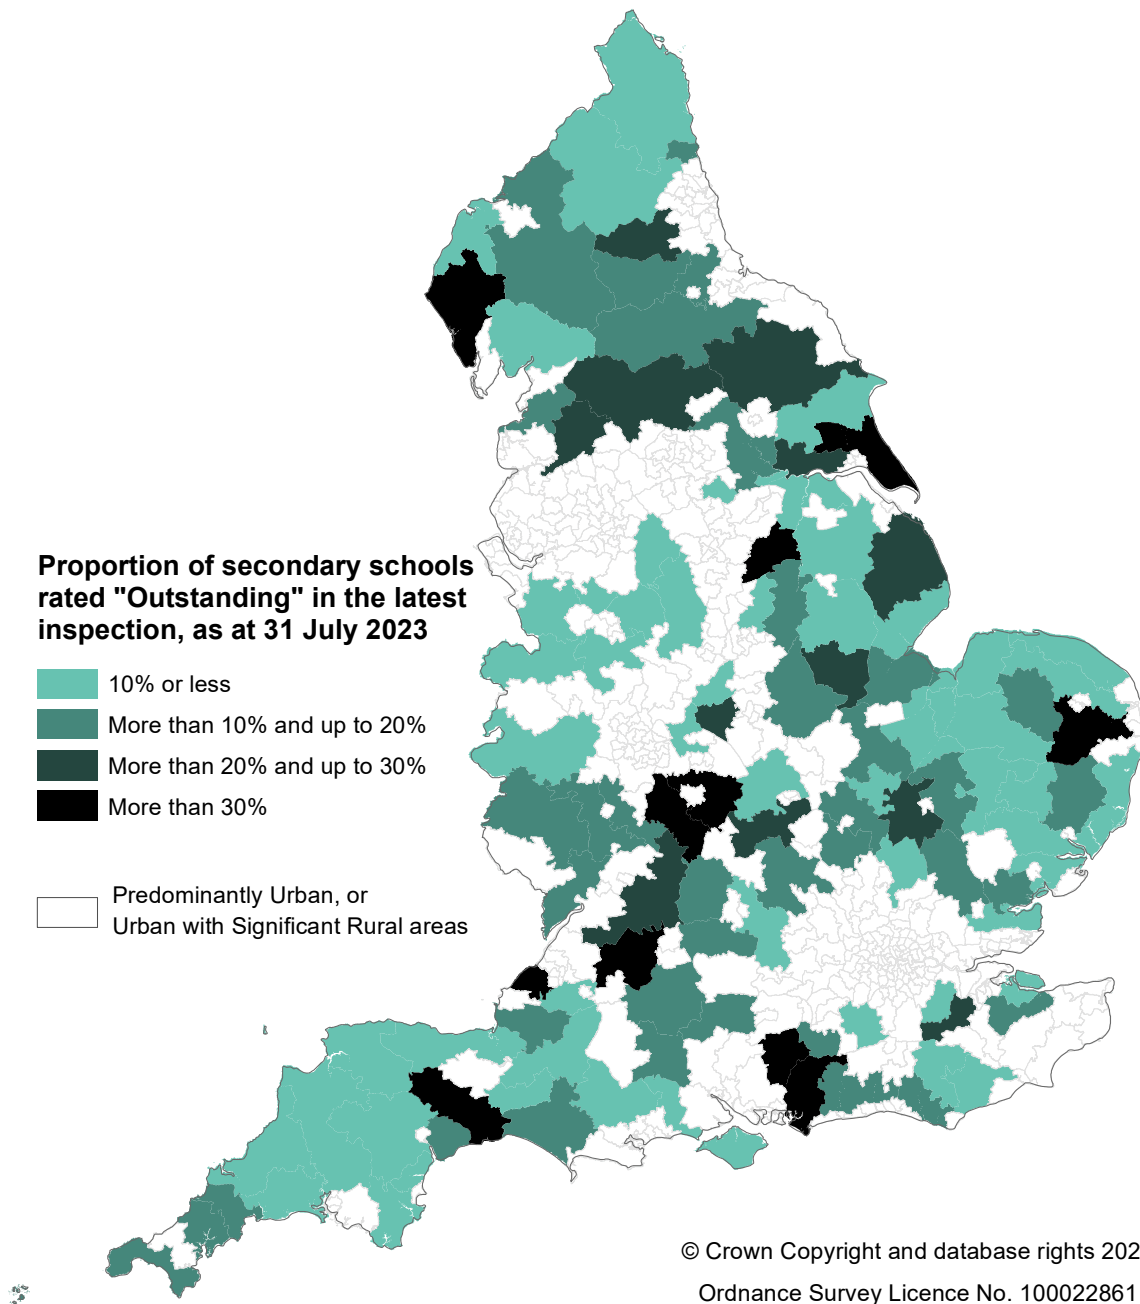 Proportion of secondary schools
rated "Outstanding" in the latest
inspection, as at 31 July 2023
10% or less
More than 10% and up to 20%
More than 20% and up to 30%
More than 30%
Predominantly Urban, or
Urban with Significant Rural areas
© Crown Copyright and database rights 202
Ordnance Survey Licence No. 100022861